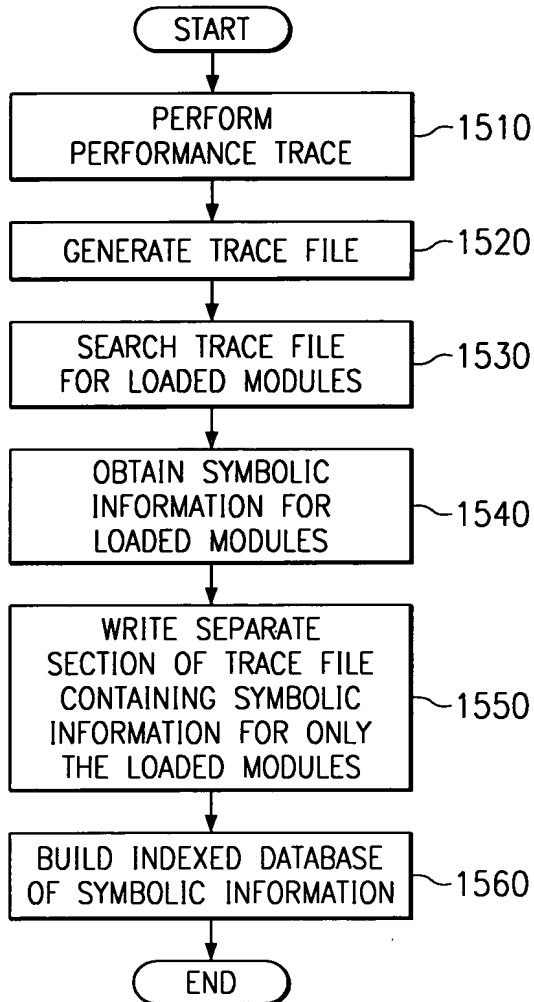 START
PERFORM
PERFORMANCE TRACE
1510
GENERATE TRACE FILE
1520
SEARCH TRACE FILE
FOR LOADED MODULES
1530
OBTAIN SYMBOLIC
INFORMATION FOR
LOADED MODULES
1540
WRITE SEPARATE
SECTION OF TRACE FILE
CONTAINING SYMBOLIC
INFORMATION FOR ONLY
THE LOADED MODULES
1550
BUILD INDEXED DATABASE
OF SYMBOLIC INFORMATION
1560
END